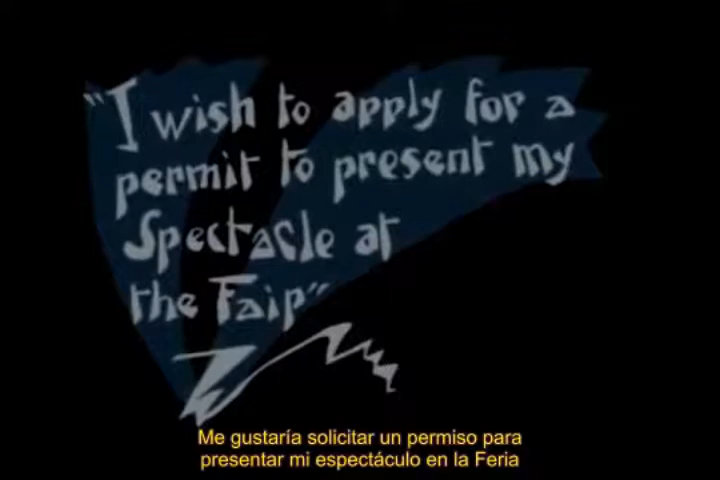 "I wish to apply for a
permit to present my
Spectacle at
the Fair"
Me gustaría solicitar un permiso para
presentar mi espectáculo en la Feria